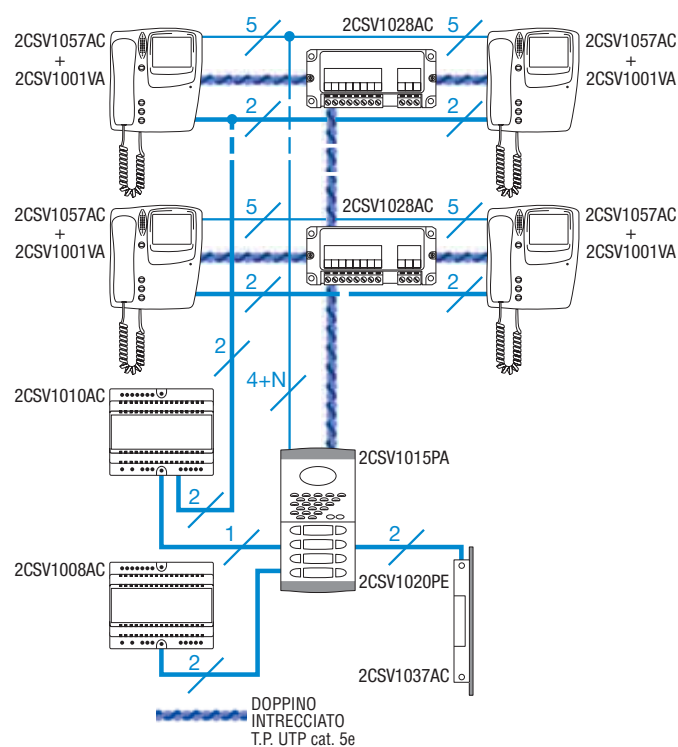 5
2CSV1028AC
5
2CSV1057AC
+
2CSV1001VA
2CSV1057AC
+
2CSV1001VA
2
2
5
2CSV1028AC
5
2CSV1057AC
+
2CSV1001VA
2CSV1057AC
+
2CSV1001VA
2
2
2
4+N
2CSV1010AC
2CSV1015PA
2
1
2
2CSV1008AC
2CSV1020PE
2
2CSV1037AC
DOPPINO
INTRECCIATO
T.P. UTP cat. 5e